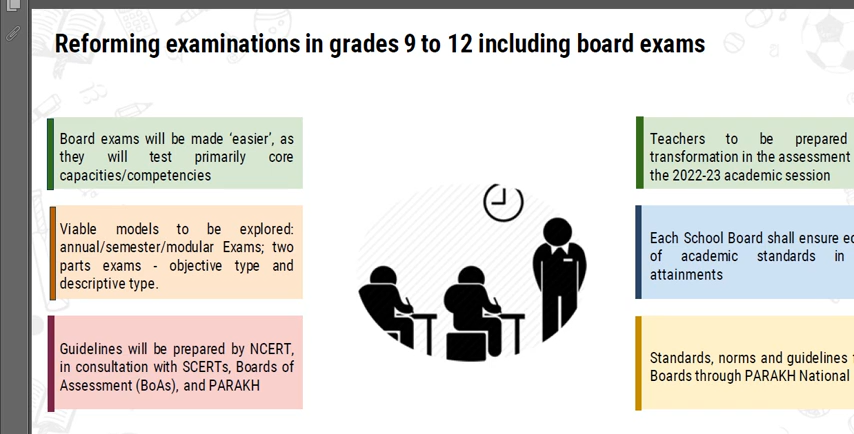 Reforming examinations in grades 9 to 12 including board exams
Board exams will be made ‘easier’, as
they will test primarily core
capacities/competencies
Viable models to be explored:
annual/semester/modular Exams; two
parts exams - objective type and
descriptive type.
Guidelines will be prepared by NCERT,
in consultation with SCERTs, Boards of
Assessment (BoAs), and PARAKH
Teachers to be prepared
transformation in the assessment
the 2022-23 academic session
Each School Board shall ensure
of academic standards in
attainments
Standards, norms and guidelines
Boards through PARAKH National